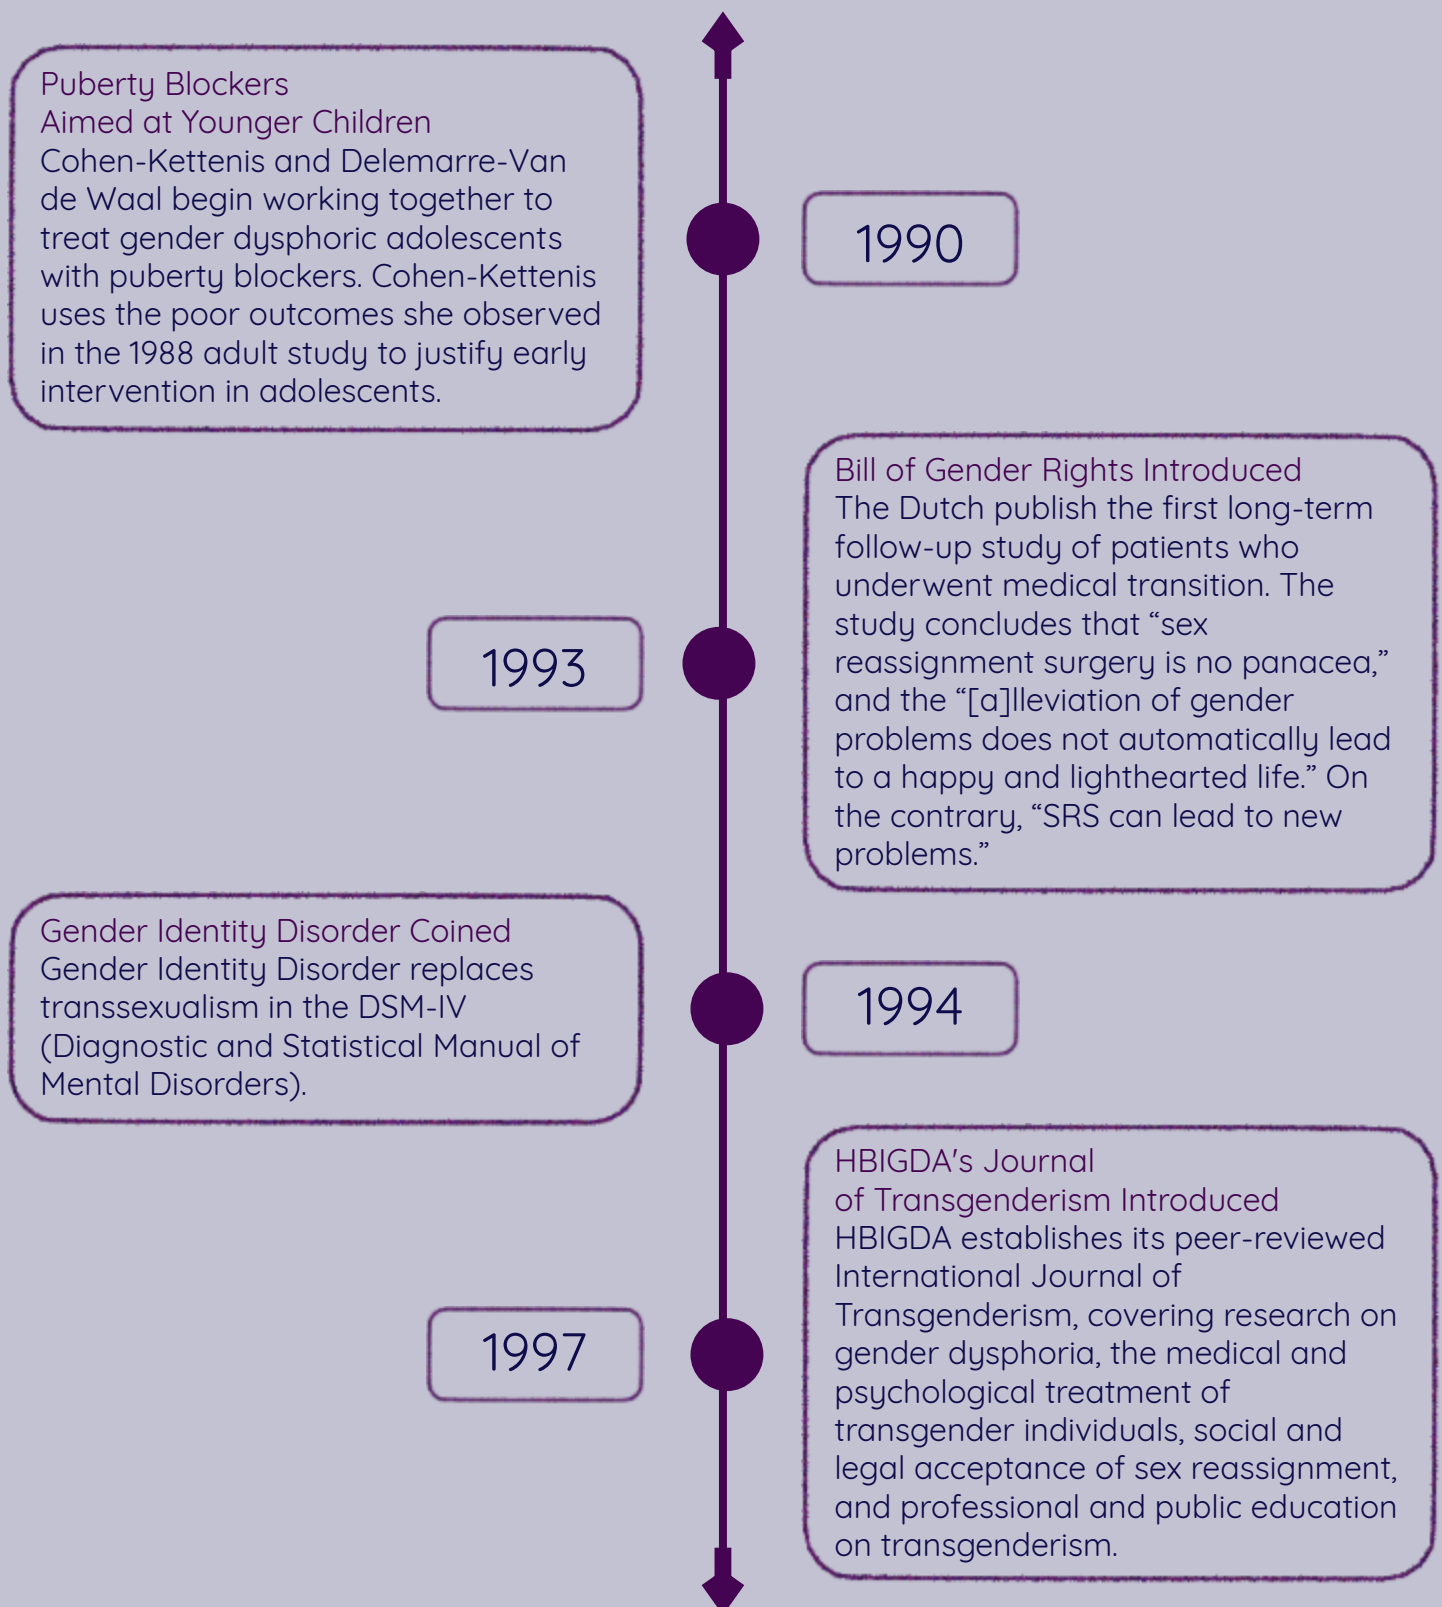 Puberty Blockers
Aimed at Younger Children
Cohen-Kettenis and Delemarre-Van
de Waal begin working together to
treat gender dysphoric adolescents
with puberty blockers. Cohen-Kettenis
uses the poor outcomes she observed
in the 1988 adult study to justify early
intervention in adolescents.
1990
Bill of Gender Rights Introduced
The Dutch publish the first long-term
follow-up study of patients who
underwent medical transition. The
study concludes that “sex
reassignment surgery is no panacea,”
and the “[a]lleviation of gender
problems does not automatically lead
to a happy and lighthearted life.” On
the contrary, “SRS can lead to new
problems.”
1993
Gender Identity Disorder Coined
Gender Identity Disorder replaces
transsexualism in the DSM-IV
(Diagnostic and Statistical Manual of
Mental Disorders).
1994
HBIGDA's Journal
of Transgenderism Introduced
HBIGDA establishes its peer-reviewed
International Journal of
Transgenderism, covering research on
gender dysphoria, the medical and
psychological treatment of
transgender individuals, social and
legal acceptance of sex reassignment,
and professional and public education
on transgenderism.
1997